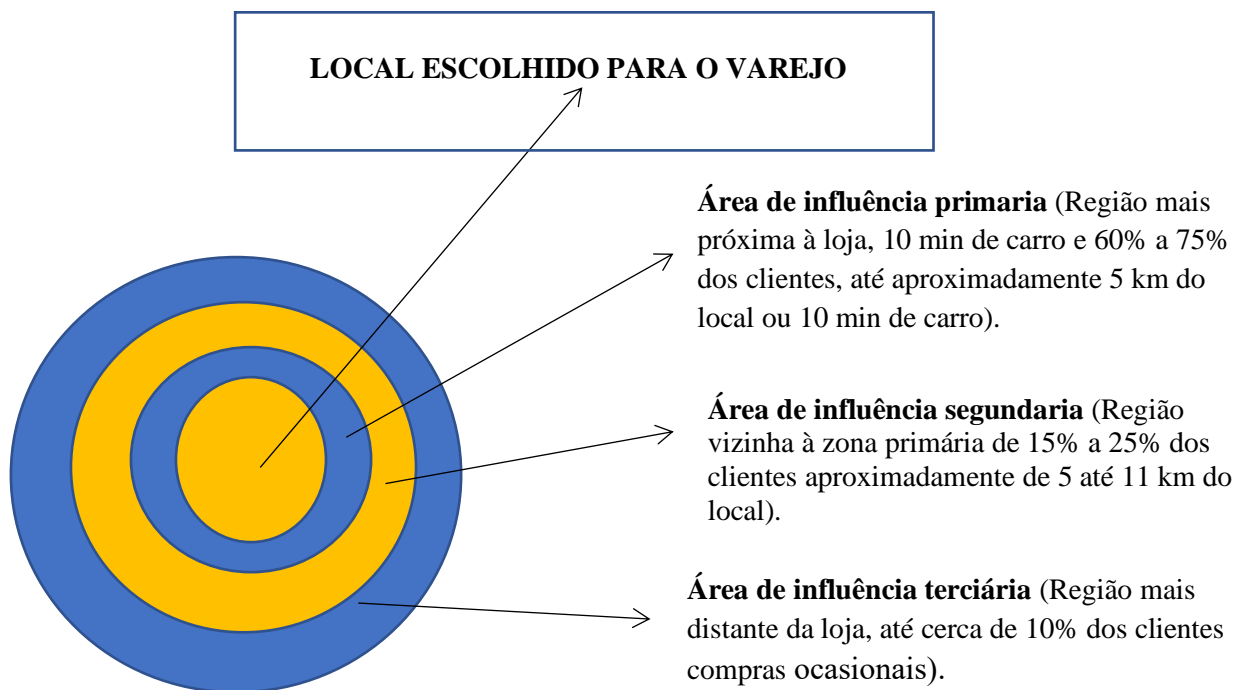 LOCAL ESCOLHIDO PARA O VAREJO
Área de influência primaria (Região mais
próxima à loja, 10 min de carro e 60% a 75%
dos clientes, até aproximadamente 5 km do
local ou 10 min de carro).
Área de influência segundaria (Região
vizinha à zona primária de 15% a 25% dos
clientes aproximadamente de 5 até 11 km do
local).
Área de influência terciária (Região mais
distante da loja, até cerca de 10% dos clientes
compras ocasionais).